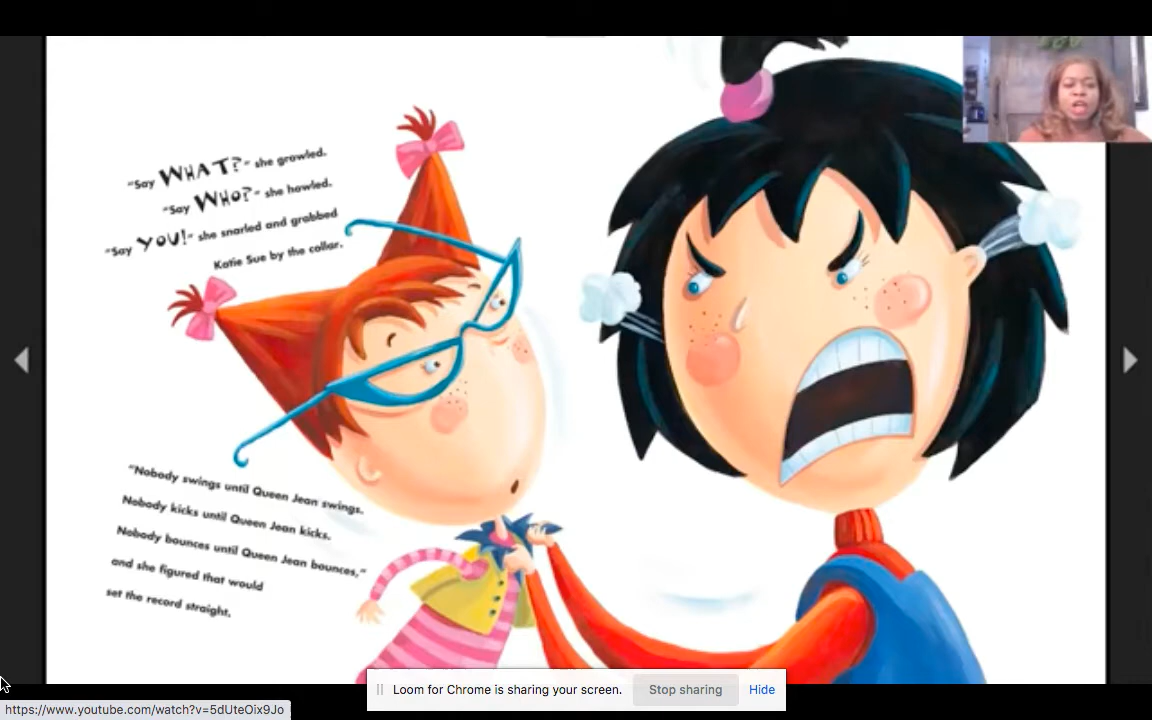 "Say WHAT?" she growled.
"Say WHO?" she howled.
"Say YOU!" she snarled and grabbed
Katie Sue by the collar.
"Nobody swings until Queen Jean swings.
Nobody kicks until Queen Jean kicks.
Nobody bounces until Queen Jean bounces,"
and she figured that would
set the record straight.
Loom for Chrome is sharing your screen.
Stop sharing
Hide
https://www.youtube.com/watch?v=5dUteOix9Jo